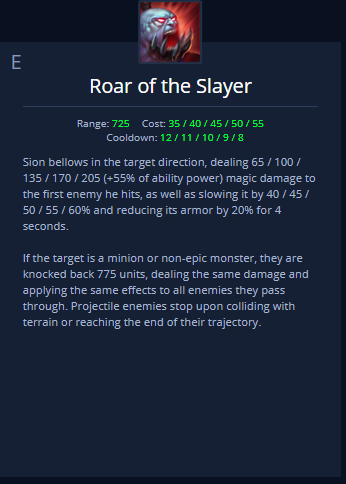 E
Roar of the Slayer
Range: 725 Cost: 35 / 40 / 45 / 50 / 55
Cooldown: 12 / 11 / 10 / 9 / 8
Sion bellows in the target direction, dealing 65 / 100 /
135 / 170 / 205 (+55% of ability power) magic damage to
the first enemy he hits, as well as slowing it by 40 / 45 /
50 / 55 / 60% and reducing its armor by 20% for 4
seconds.
If the target is a minion or non-epic monster, they are
knocked back 775 units, dealing the same damage and
applying the same effects to all enemies they pass
through. Projectile enemies stop upon colliding with
terrain or reaching the end of their trajectory.